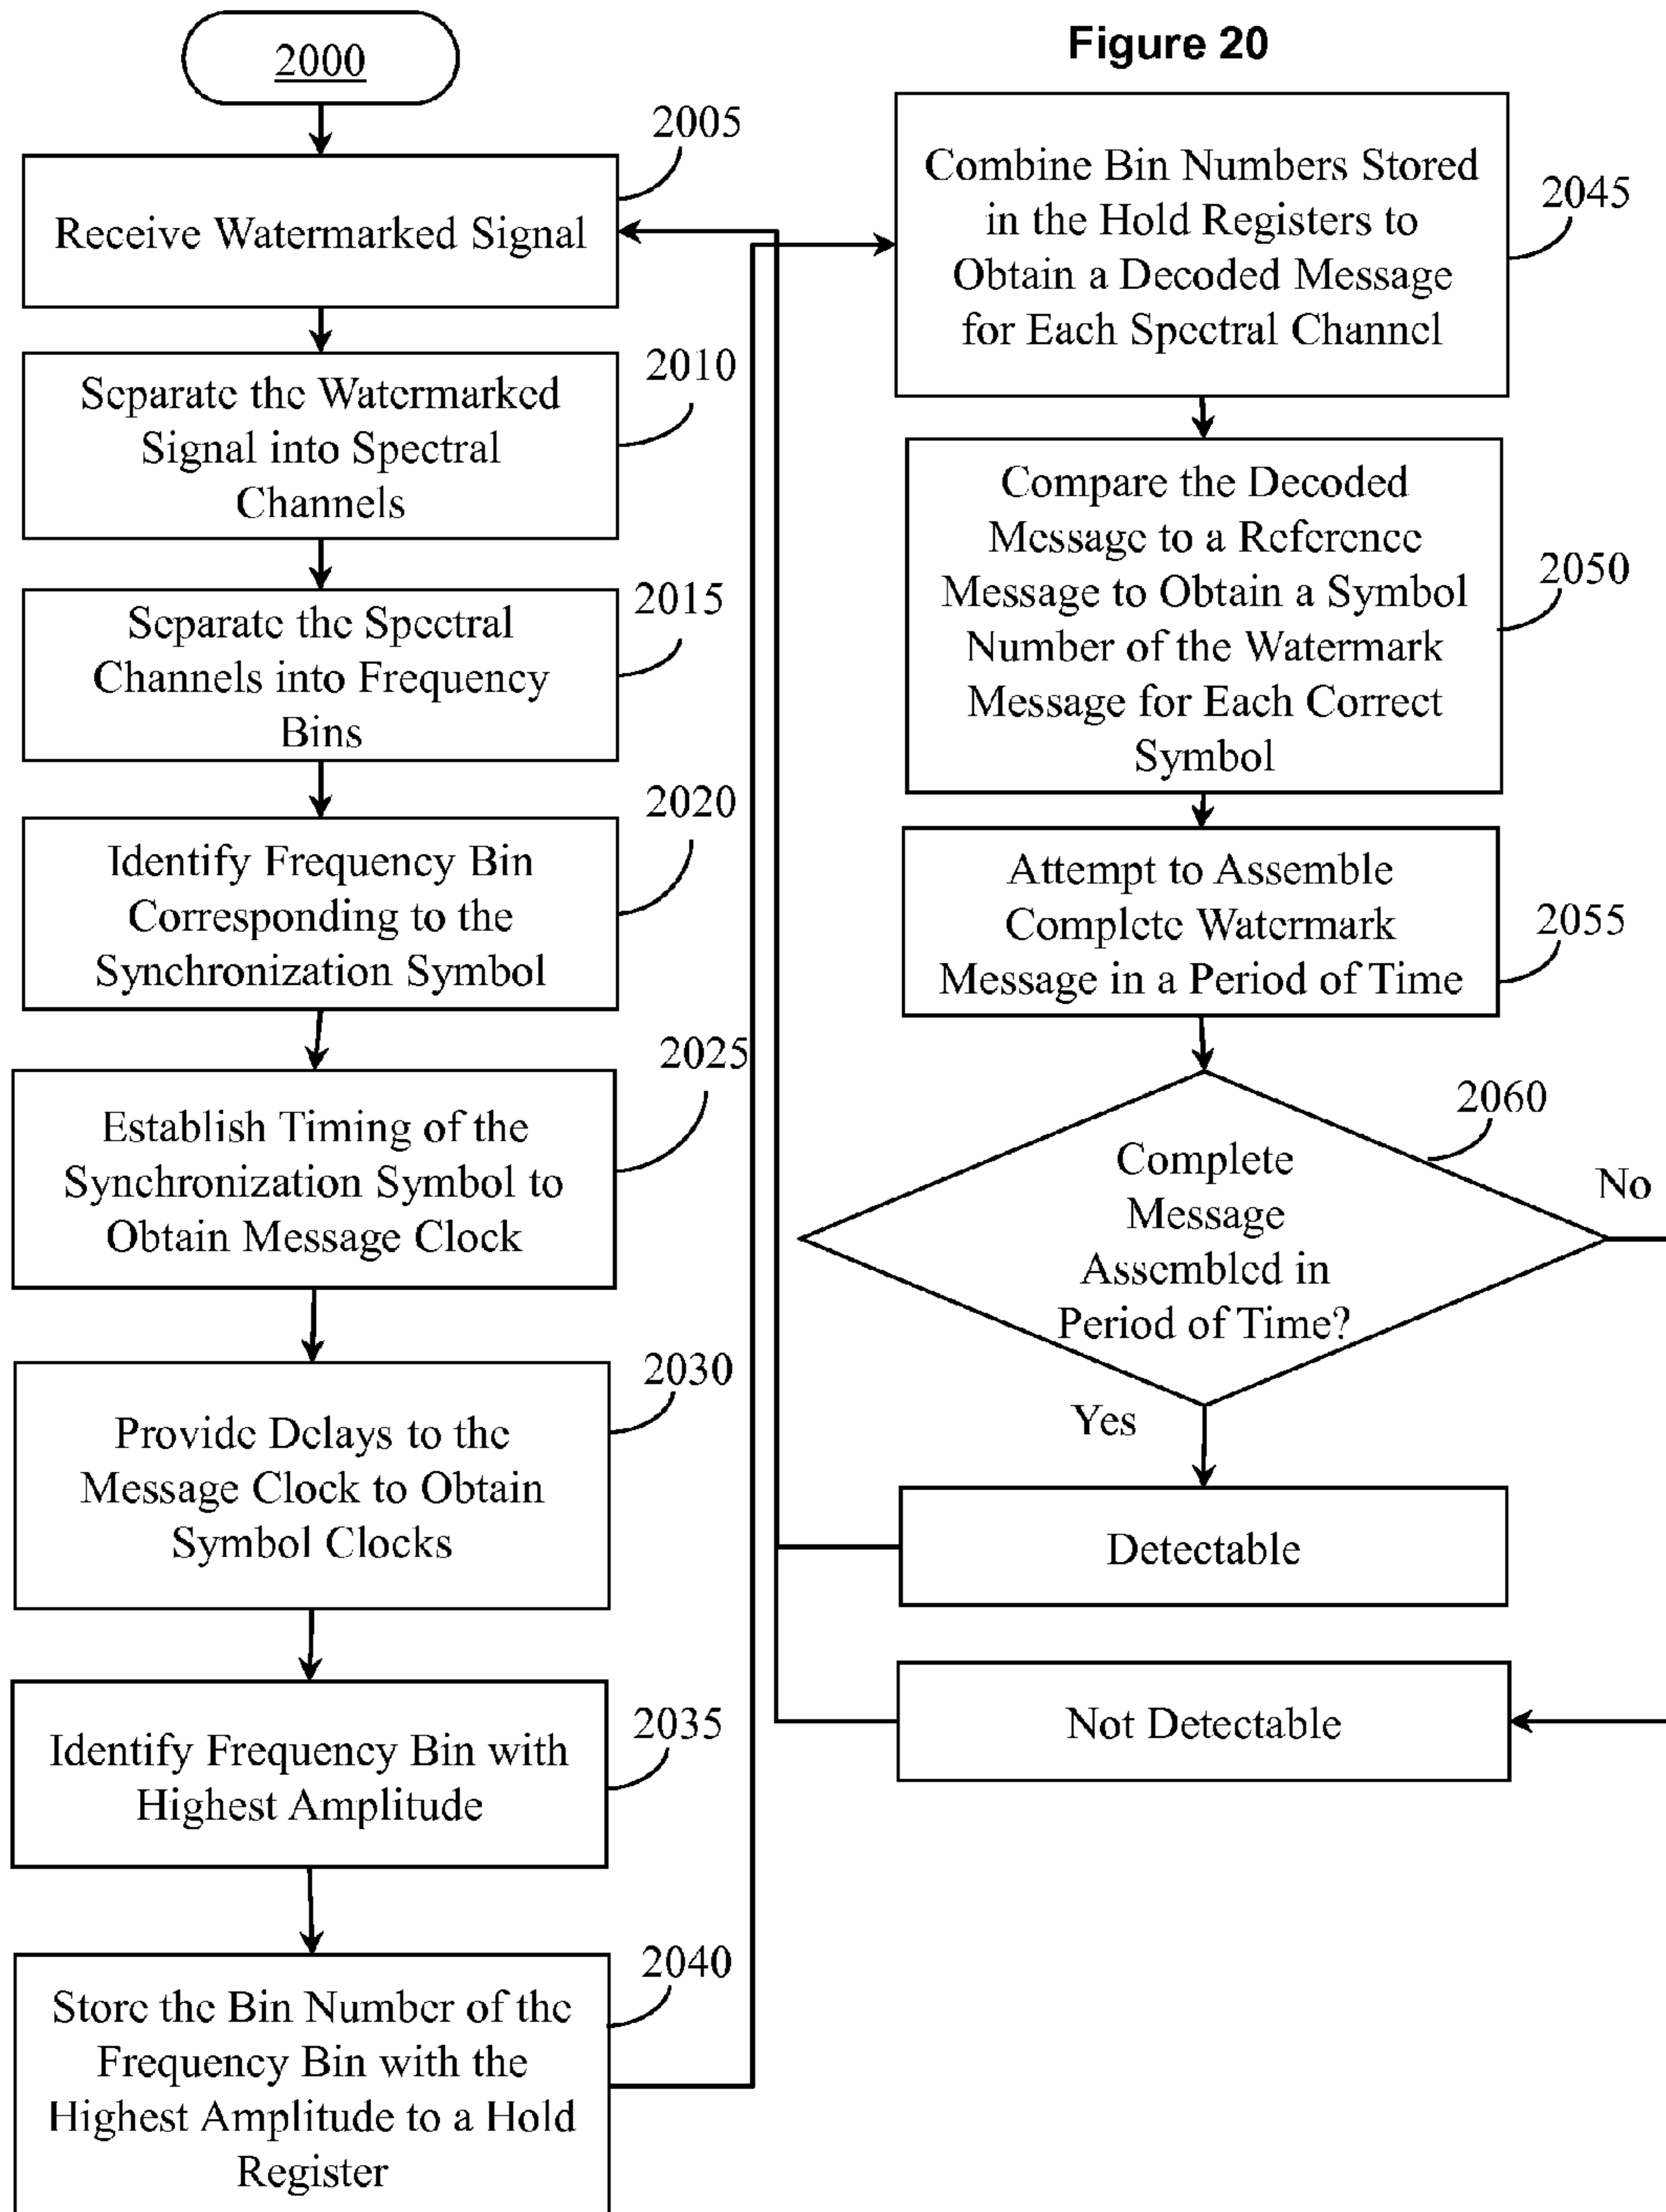 Figure 20
2000
2005
Receive Watermarked Signal
2010
Separate the Watermarked
Signal into Spectral
Channels
2015
Separate the Spectral
Channels into Frequency
Bins
2020
Identify Frequency Bin
Corresponding to the
Synchronization Symbol
2025
Establish Timing of the
Synchronization Symbol to
Obtain Message Clock
2030
Provide Delays to the
Message Clock to Obtain
Symbol Clocks
2035
Identify Frequency Bin with
Highest Amplitude
2040
Store the Bin Number of the
Frequency Bin with the
Highest Amplitude to a Hold
Register
Combine Bin Numbers Stored
in the Hold Registers to
Obtain a Decoded Message
for Each Spectral Channel
2045
Compare the Decoded
Message to a Reference
Message to Obtain a Symbol
Number of the Watermark
Message for Each Correct
Symbol
2050
Attempt to Assemble
Complete Watermark
Message in a Period of Time
2055
2060
Complete
Message
Assembled in
Period of Time?
No
Yes
Detectable
Not Detectable